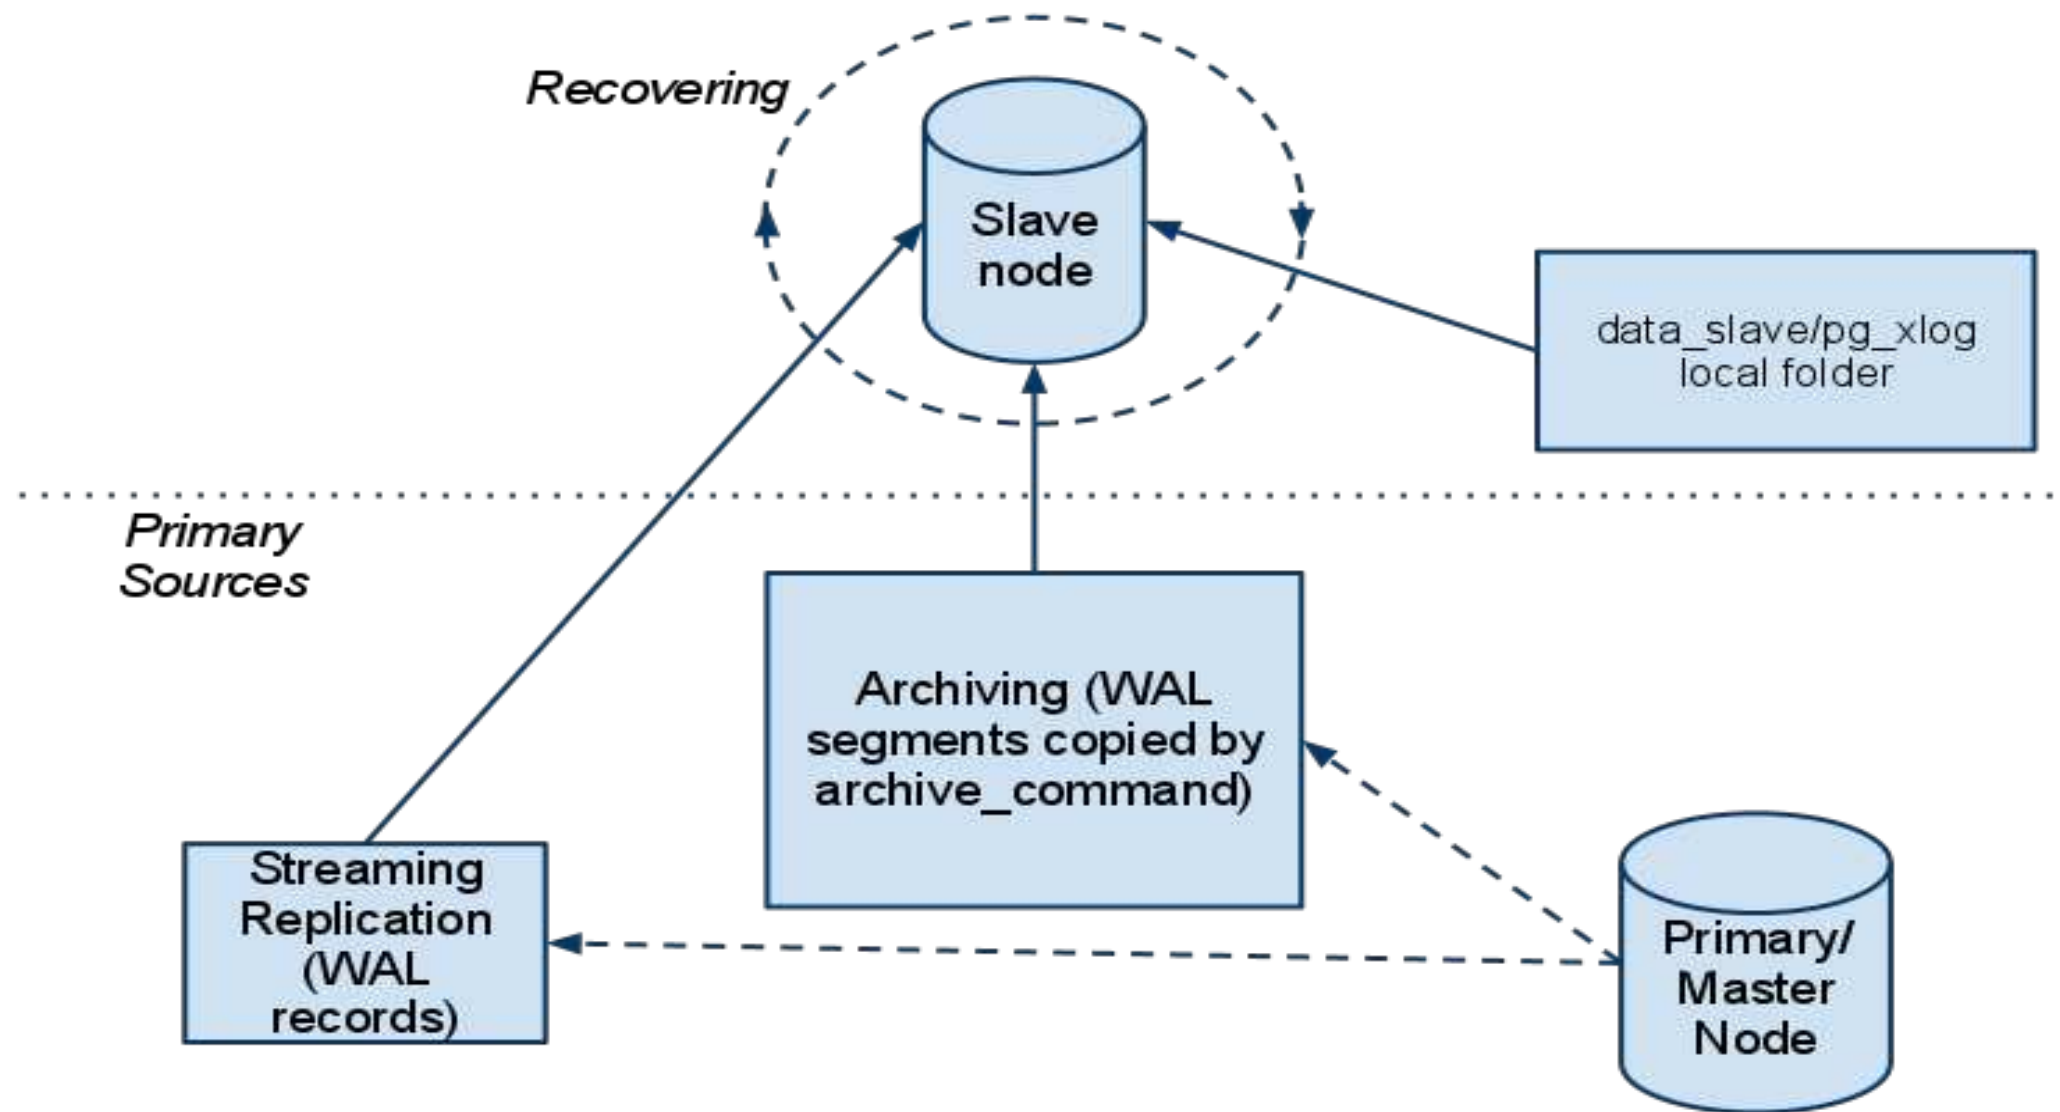 Recovering
Slave
node
data_slave/pg_xlog
local folder
Primary
Sources
Archiving (WAL
segments copied by
archive_command)
Streaming
Replication
(WAL
records)
Primary/
Master
Node